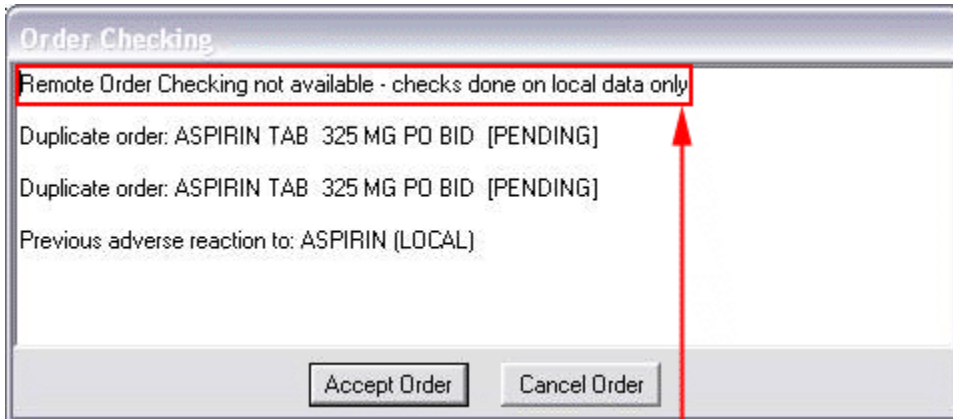 Order Checking
Remote Order Checking not available - checks done on local data only
Duplicate order: ASPIRIN TAB  325 MG PO BID  [PENDING]
Duplicate order: ASPIRIN TAB  325 MG PO BID  [PENDING]
Previous adverse reaction to: ASPIRIN (LOCAL)
Accept Order
Cancel Order